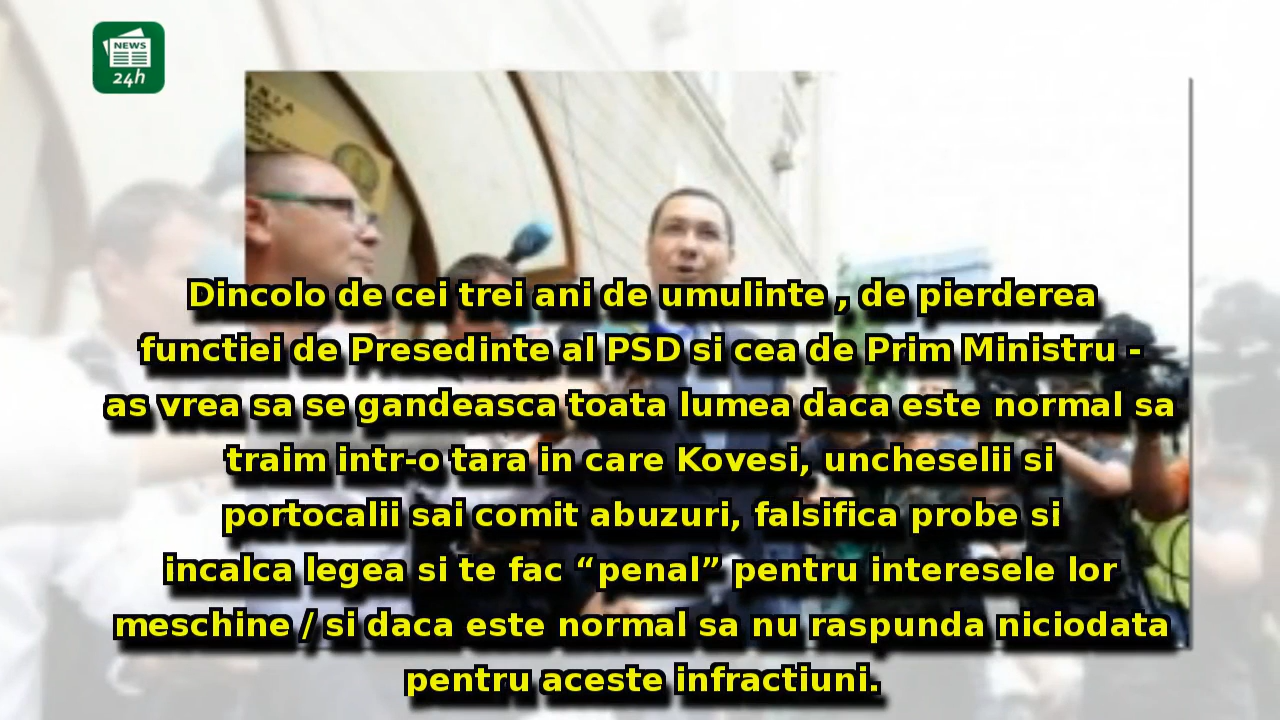 NEWS
24h
N I A
Dincolo de cei trei ani de umulinte , de pierderea
functiei de Presedinte al PSD si cea de Prim Ministru -
as vrea sa se gandeasca toata lumea daca este normal sa
traim intr-o tara in care Kovesi, uncheselii si
portocalii sai comit abuzuri, falsifica probe si
incalca legea si te fac “penal” pentru interesele lor
meschine / si daca este normal sa nu raspunda niciodata
pentru aceste infractiuni.